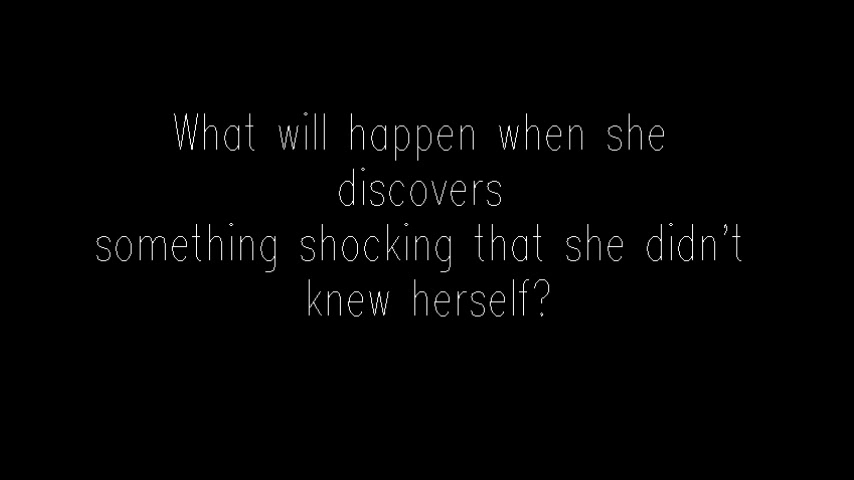 What will happen when she
discovers
something shocking that she didn't
knew herself?